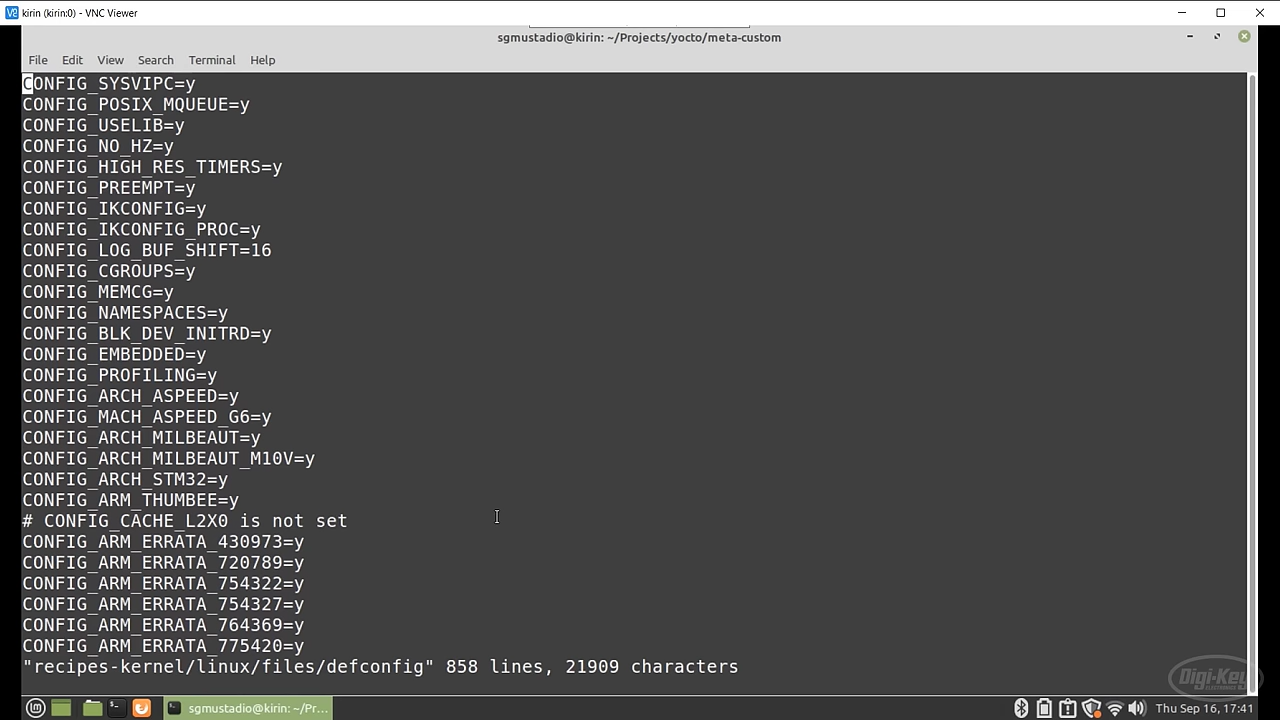 kirin (kirin:0) - VNC Viewer
sgmustadio@kirin: ~/Projects/yocto/meta-custom
File Edit View Search Terminal Help
CONFIG_SYSVIPC=y
CONFIG_POSIX_MQUEUE=y
CONFIG_USELIB=y
CONFIG_NO_HZ=y
CONFIG_HIGH_RES_TIMERS=y
CONFIG_PREEMPT=y
CONFIG_IKCONFIG=y
CONFIG_IKCONFIG_PROC=y
CONFIG_LOG_BUF_SHIFT=16
CONFIG_CGROUPS=y
CONFIG_MEMCG=y
CONFIG_NAMESPACES=y
CONFIG_BLK_DEV_INITRD=y
CONFIG_EMBEDDED=y
CONFIG_PROFILING=y
CONFIG_ARCH_ASPEED=y
CONFIG_MACH_ASPEED_G6=y
CONFIG_ARCH_MILBEAUT=y
CONFIG_ARCH_MILBEAUT_M10V=y
CONFIG_ARCH_STM32=y
CONFIG_ARM_THUMBEE=y
# CONFIG_CACHE_L2X0 is not set
CONFIG_ARM_ERRATA_430973=y
CONFIG_ARM_ERRATA_720789=y
CONFIG_ARM_ERRATA_754322=y
CONFIG_ARM_ERRATA_754327=y
CONFIG_ARM_ERRATA_764369=y
CONFIG_ARM_ERRATA_775420=y
"recipes-kernel/linux/files/defconfig" 858 lines, 21909 characters
Digi-Key
ELECTRONICS
sgmustadio@kirin: ~/Pr...
Thu Sep 16, 17:41